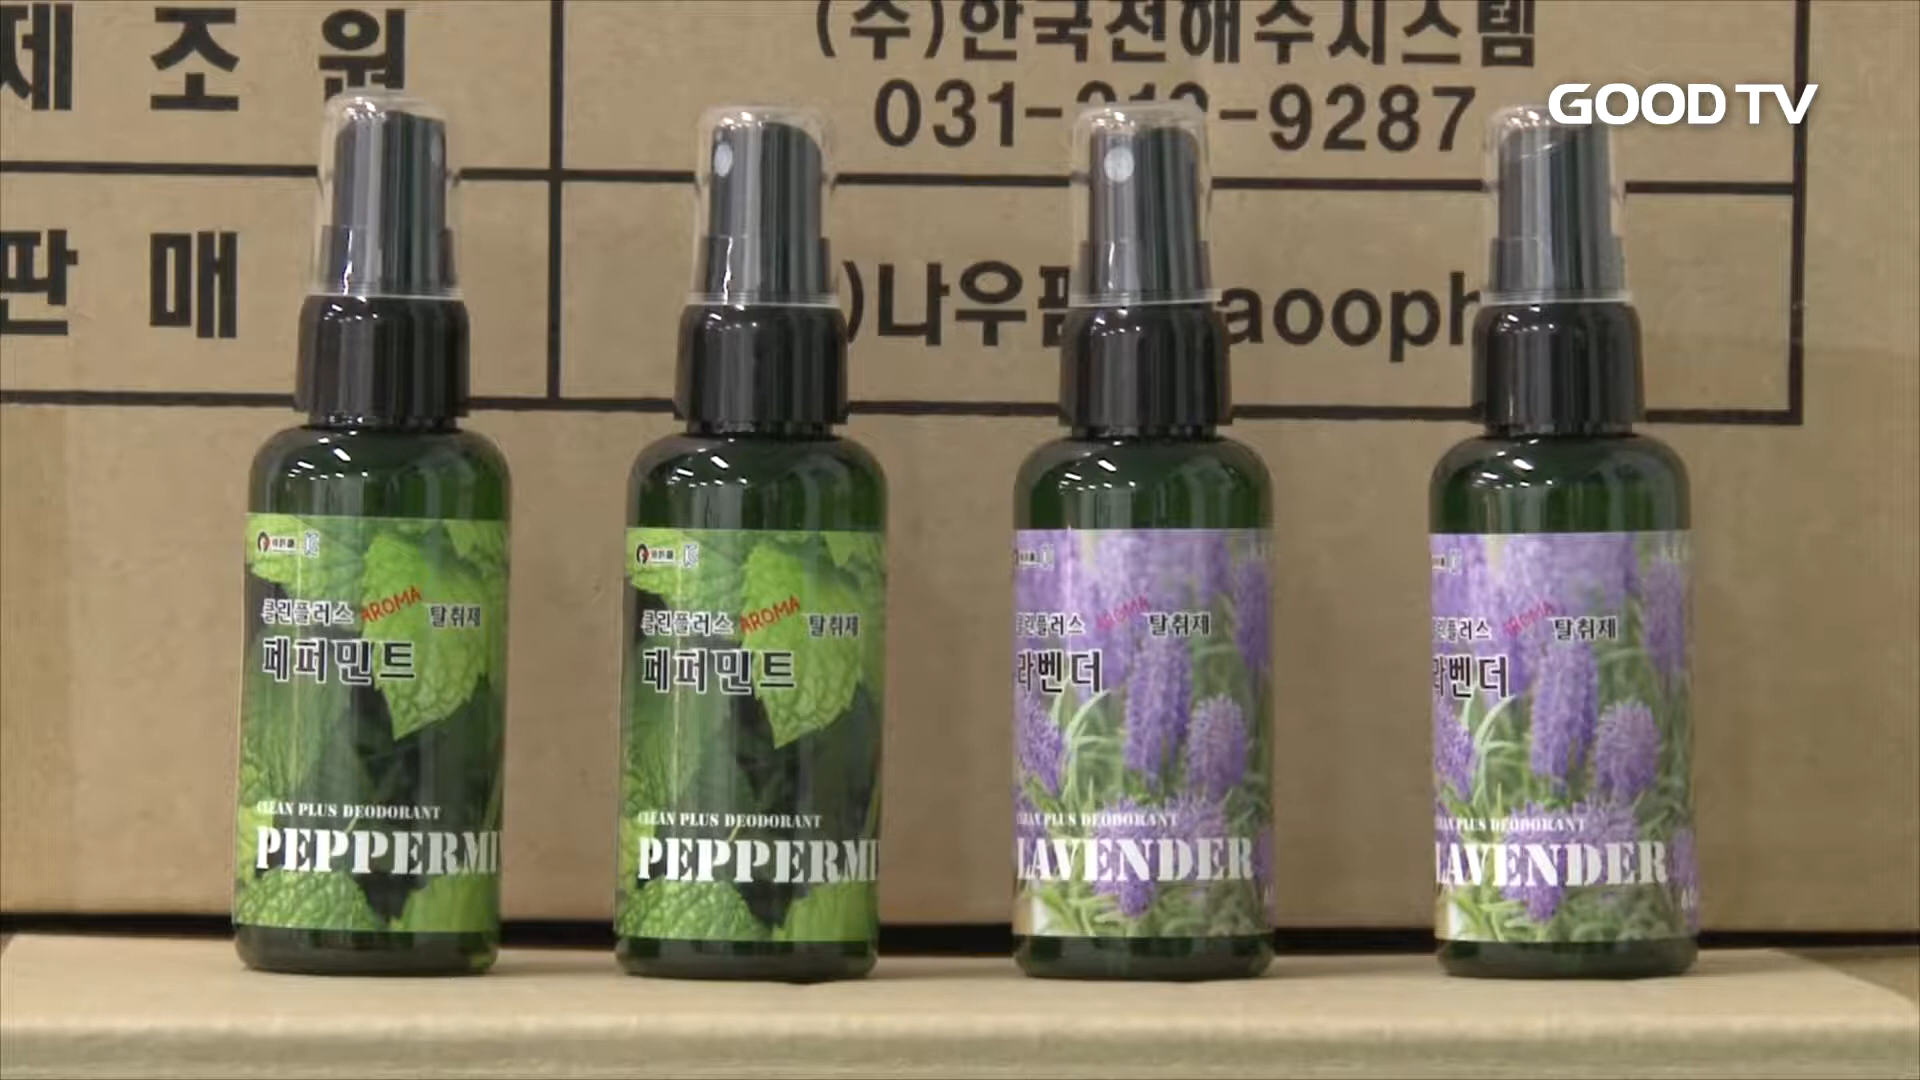 제 조 원
(주)한국전해수시스템
GOOD TV
031- -9287
판 매
)나우팜 aooph
클린플러스 AROMA 탈취제
페퍼민트
CLEAN PLUS DEODORANT
PEPPERMI
클린플러스 AROMA 탈취제
페퍼민트
CLEAN PLUS DEODORANT
PEPPERMI
클린플러스 AROMA 탈취제
라벤더
CLEAN PLUS DEODORANT
LAVENDER
린플러스 AROMA 탈취제
라벤더
CLEAN PLUS DEODORANT
LAVENDER